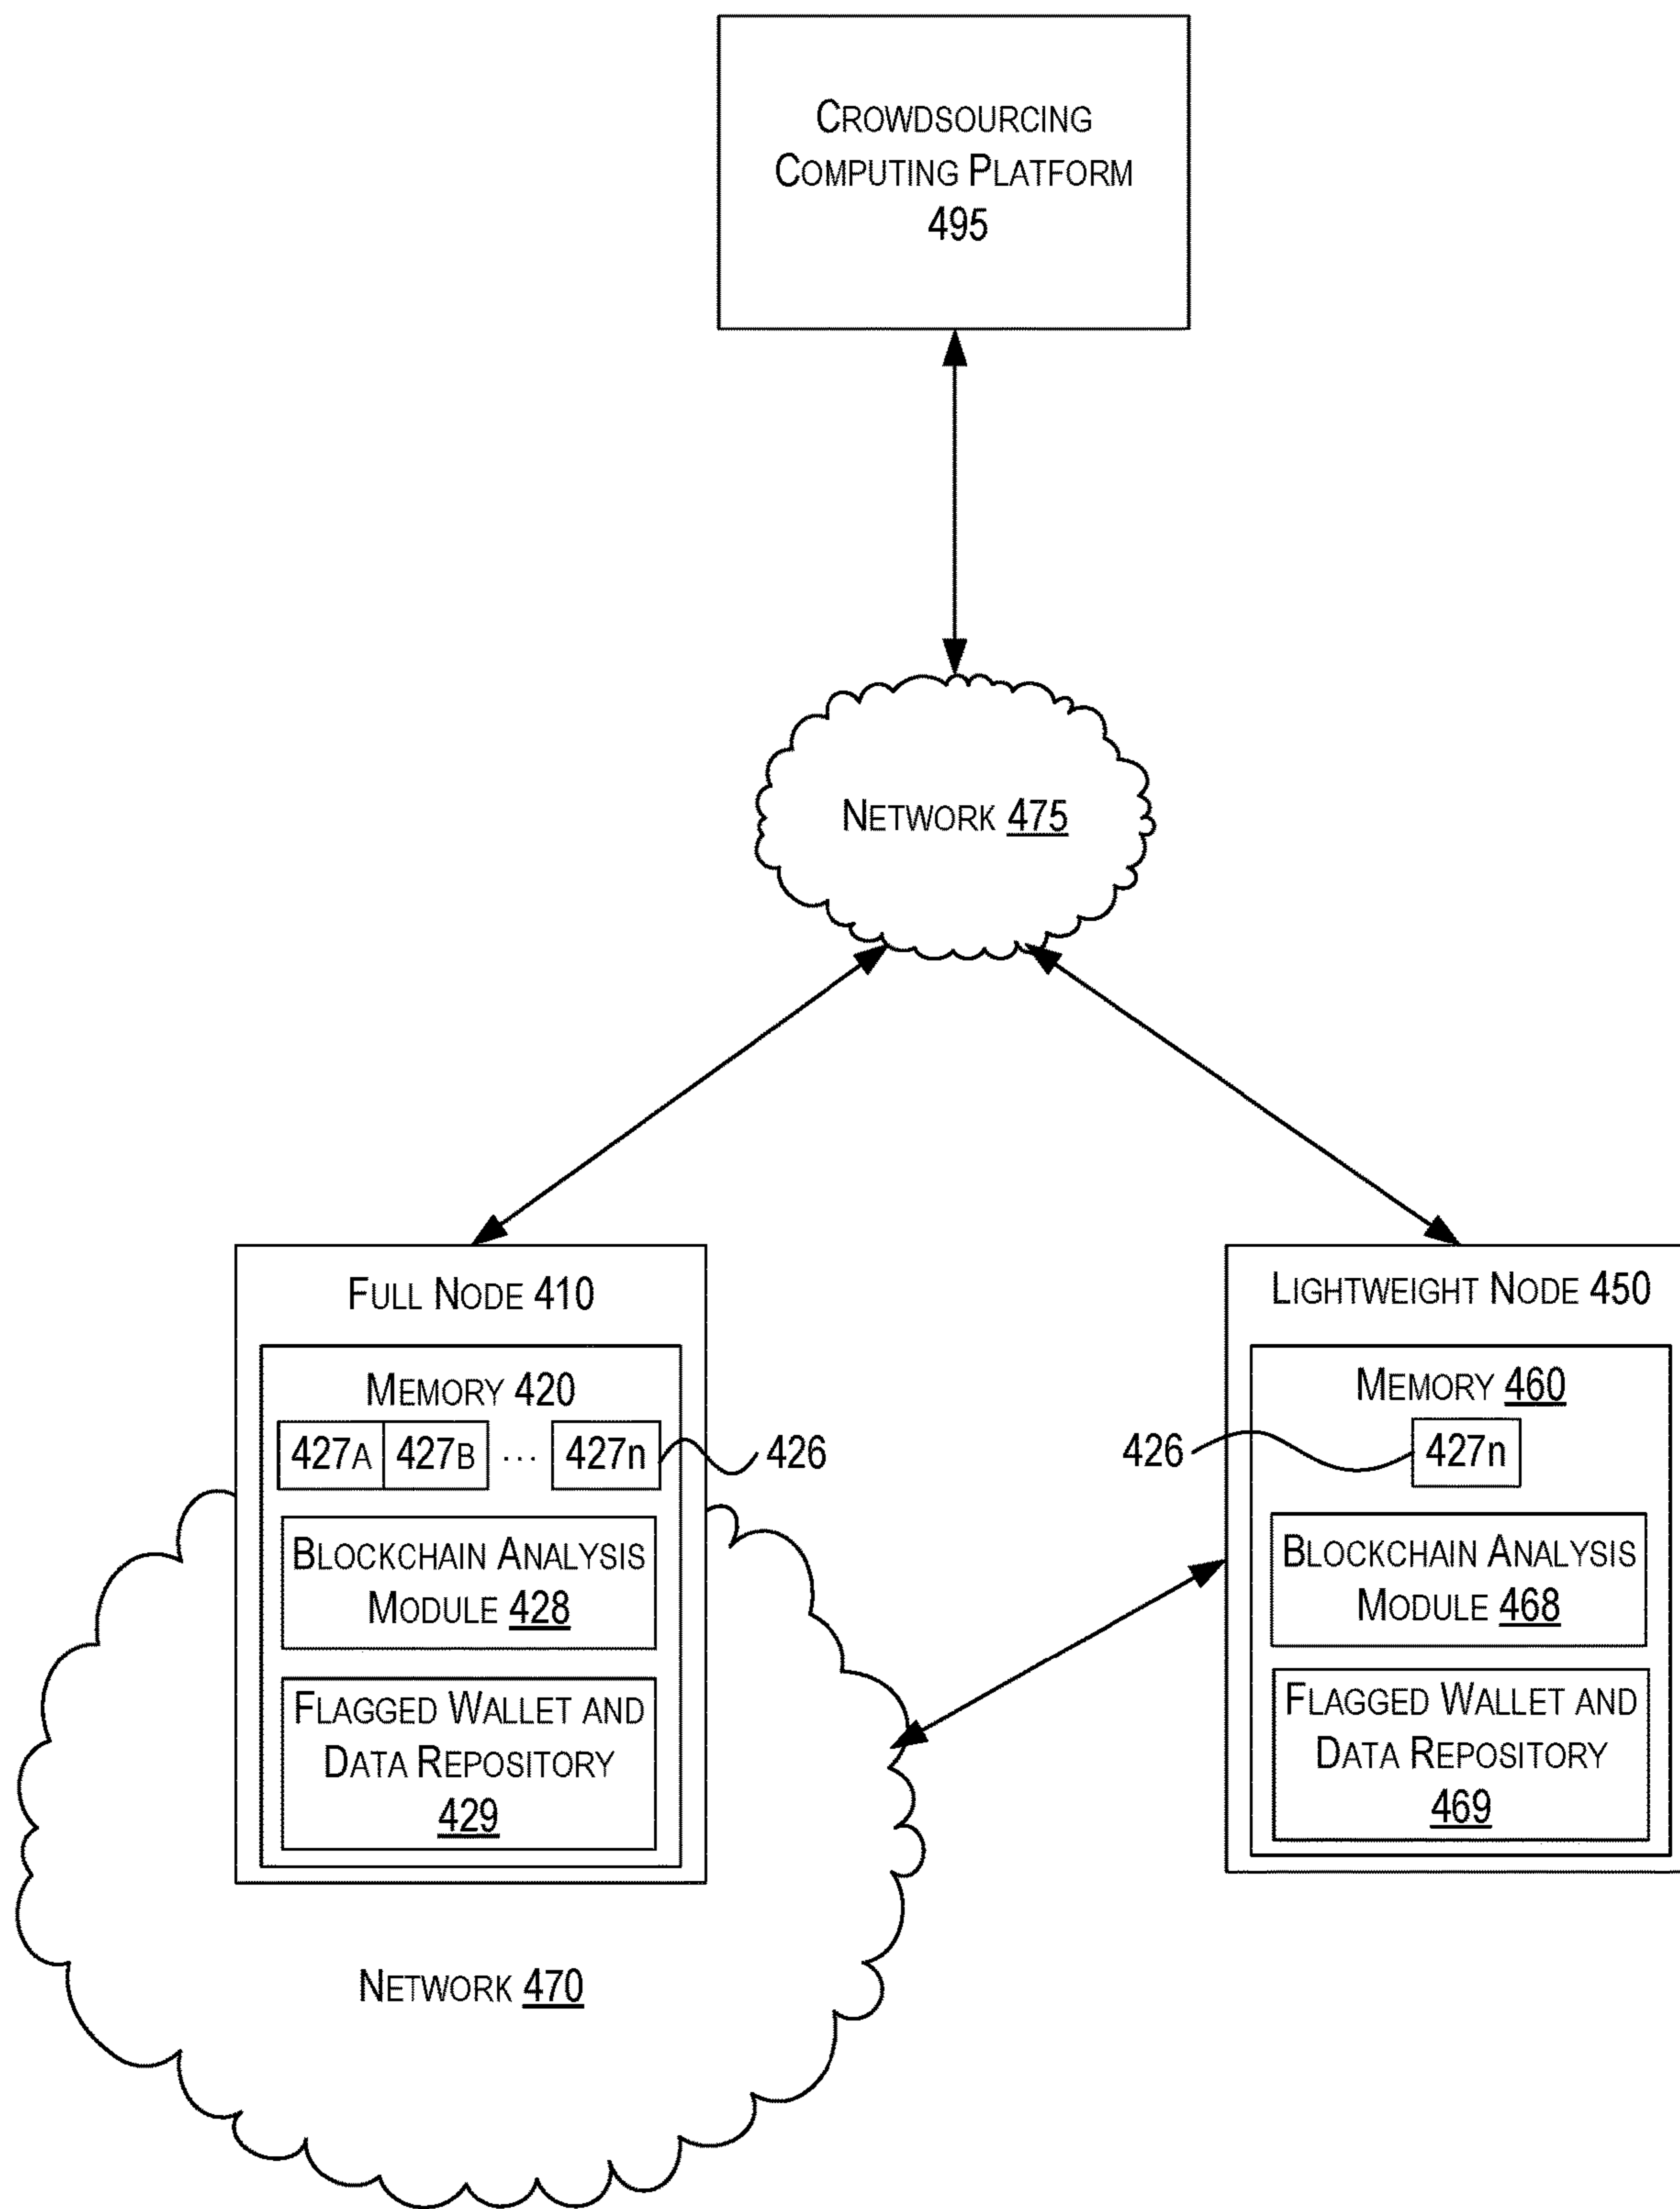 CROWDSOURCING
COMPUTING PLATFORM
495
NETWORK 475
FULL NODE 410
MEMORY 420
427A 427B ... 427n
426
BLOCKCHAIN ANALYSIS
MODULE 428
FLAGGED WALLET AND
DATA REPOSITORY
429
NETWORK 470
LIGHTWEIGHT NODE 450
MEMORY 460
426
427n
BLOCKCHAIN ANALYSIS
MODULE 468
FLAGGED WALLET AND
DATA REPOSITORY
469